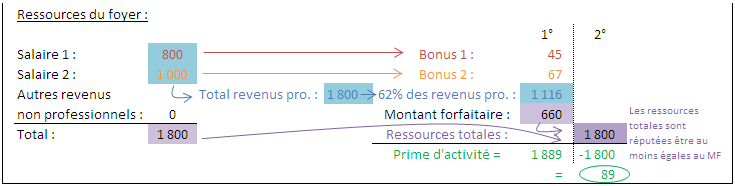 Ressources du foyer :
1° 2°
Salaire 1 : 800 Bonus 1 : 45
Salaire 2 : 1 000 Bonus 2 : 67
Autres revenus Total revenus pro. : 1 800 62% des revenus pro. : 1 116
non professionnels : 0 Montant forfaitaire : 660
Total : 1 800 Ressources totales : 1 800
Prime d'activité = 1 889 -1 800
= 89
Les ressources
totales sont
réputées être au
moins égales au MF